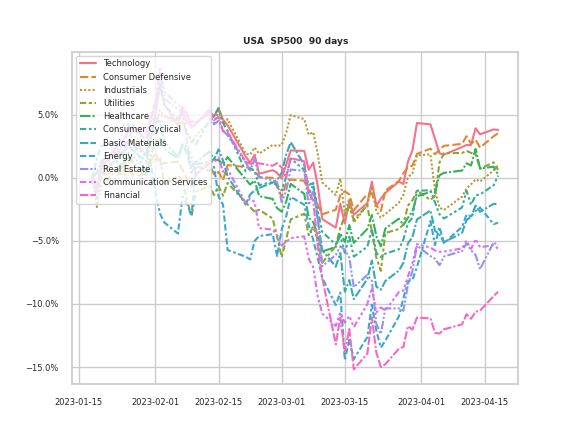 USA SP500 90 days
Technology
Consumer Defensive
Industrials
Utilities
Healthcare
Consumer Cyclical
Basic Materials
Energy
Real Estate
Communication Services
Financial
5.0%
0.0%
−5.0%
−10.0%
−15.0%
2023-01-15 2023-02-01 2023-02-15 2023-03-01 2023-03-15 2023-04-01 2023-04-15